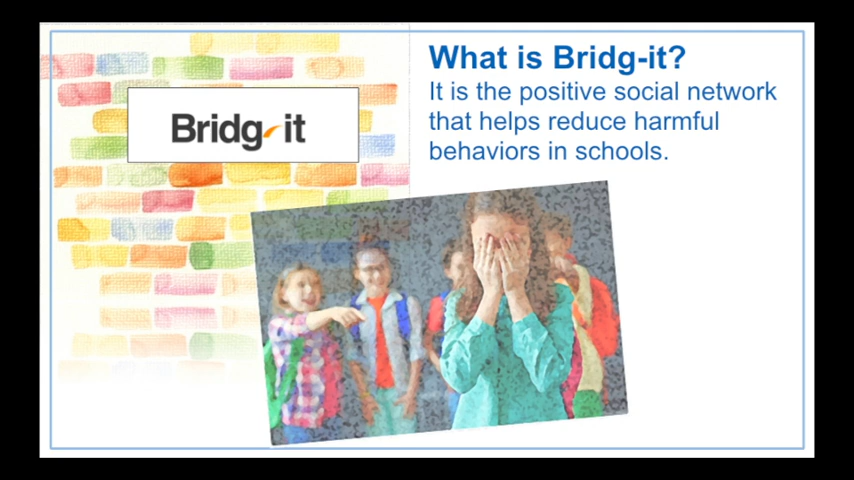 Bridg-it
What is Bridg-it?
It is the positive social network
that helps reduce harmful
behaviors in schools.